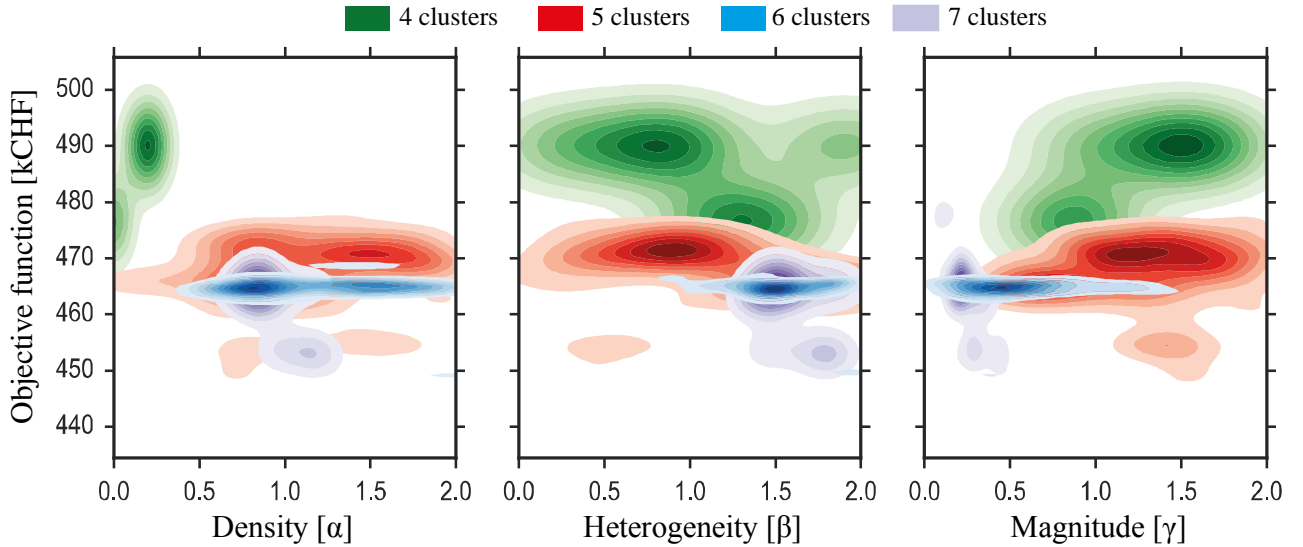 4 clusters 5 clusters 6 clusters 7 clusters
Objective function [kCHF]
500
490
480
470
460
450
440
0.0 0.5 1.0 1.5 2.0 0.0 0.5 1.0 1.5 2.0 0.0 0.5 1.0 1.5 2.0
Density [α] Heterogeneity [β] Magnitude [γ]